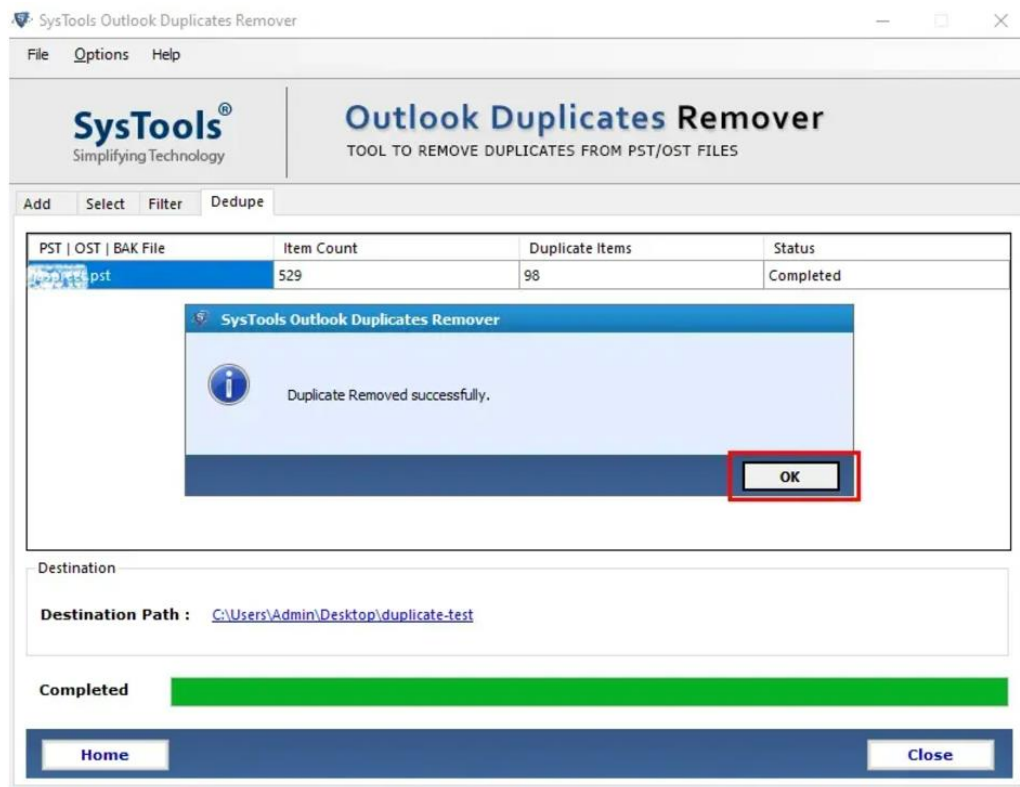 SysTools Outlook Duplicates Remover
File Options Help
SysTools®
Simplifying Technology
Outlook Duplicates Remover
TOOL TO REMOVE DUPLICATES FROM PST/OST FILES
Add Select Filter Dedupe
PST | OST | BAK File Item Count Duplicate Items Status
.pst 529 98 Completed
SysTools Outlook Duplicates Remover
Duplicate Removed successfully.
OK
Destination
Destination Path : C:\Users\Admin\Desktop\duplicate-test
Completed
Home Close